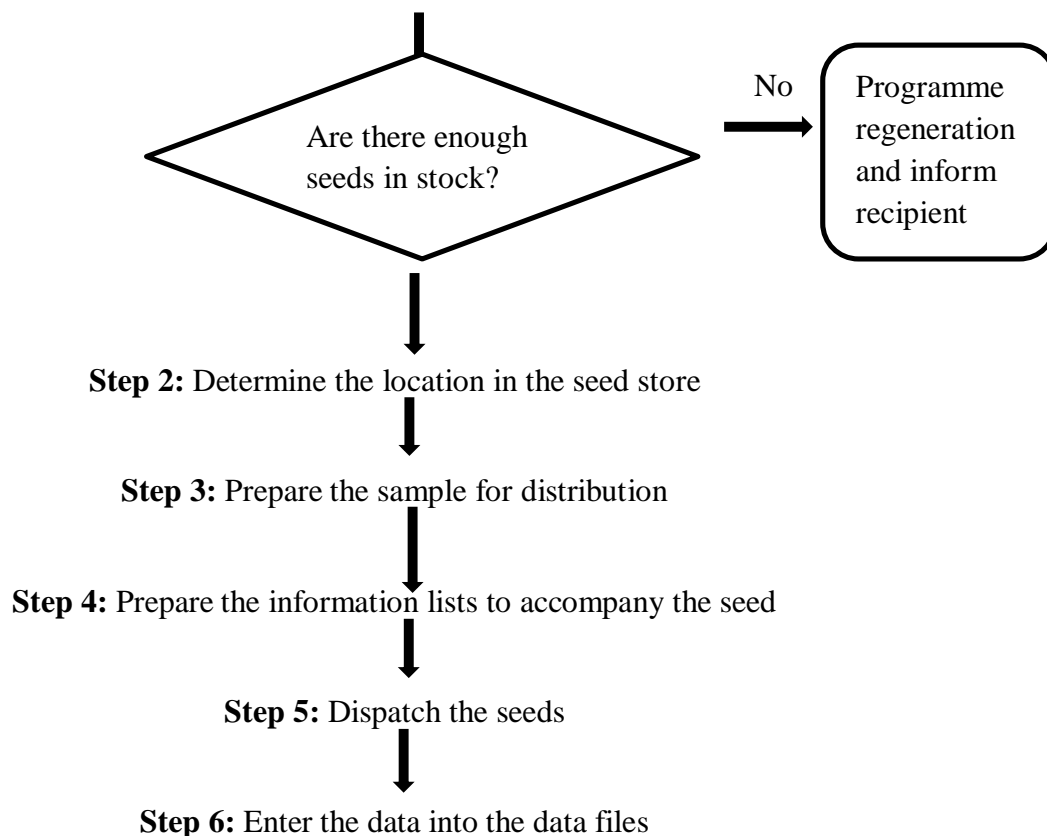 Are there enough
seeds in stock?
No
Programme
regeneration
and inform
recipient
Step 2: Determine the location in the seed store
Step 3: Prepare the sample for distribution
Step 4: Prepare the information lists to accompany the seed
Step 5: Dispatch the seeds
Step 6: Enter the data into the data files